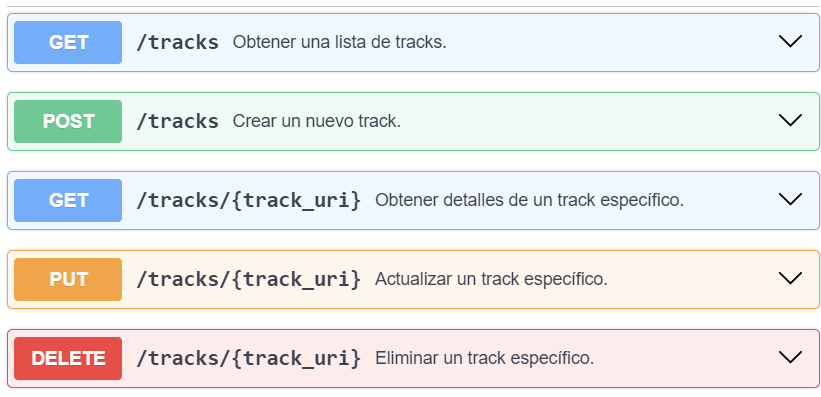 GET /tracks Obtener una lista de tracks.
POST /tracks Crear un nuevo track.
GET /tracks/{track_uri} Obtener detalles de un track específico.
PUT /tracks/{track_uri} Actualizar un track específico.
DELETE /tracks/{track_uri} Eliminar un track específico.